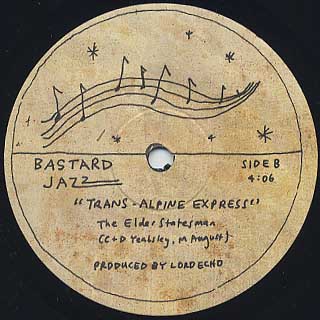 BASTARD
JAZZ
SIDE B
4:06
"TRANS-ALPINE EXPRESS"
The Elder Statesman
(C+D Yeabsley, M August)
PRODUCED BY LORD ECHO